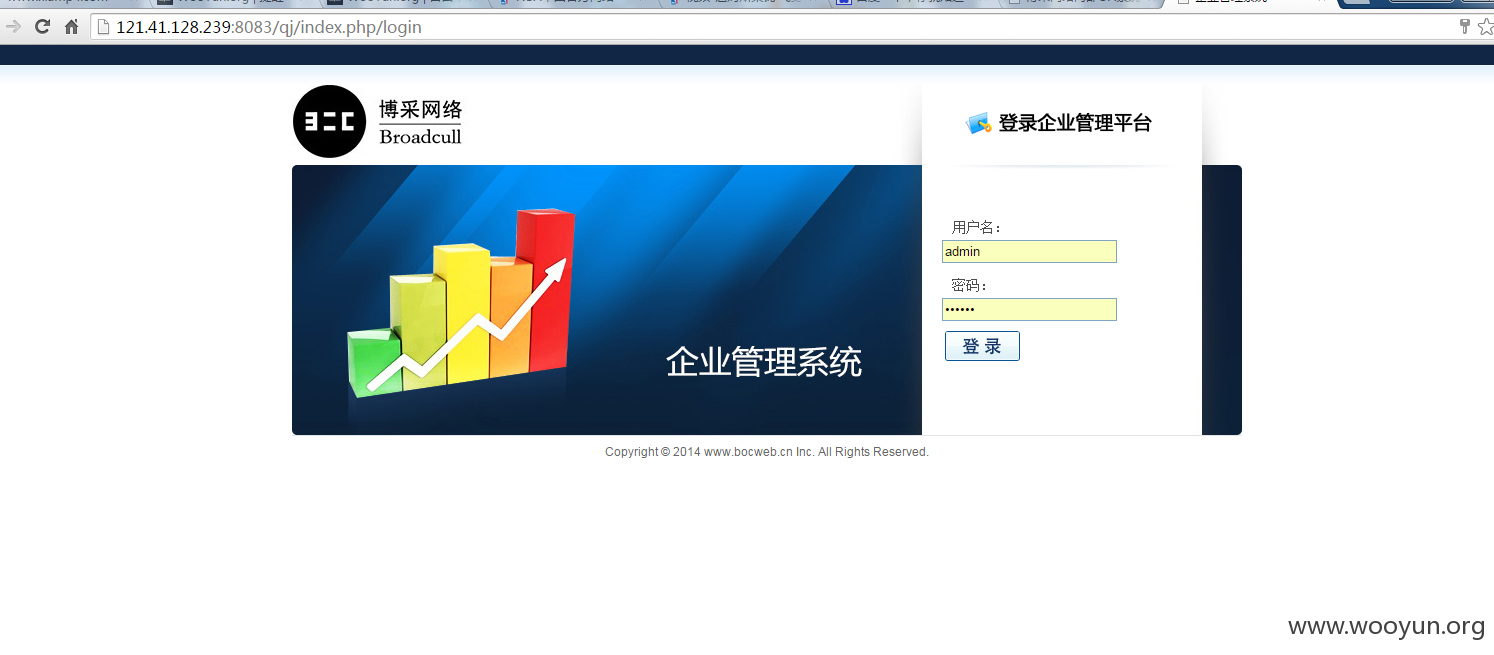 121.41.128.239:8083/qj/index.php/login
博采网络
Broadcull
登录企业管理平台
用户名：
admin
密码：
••••••
登 录
企业管理系统
Copyright © 2014 www.bocweb.cn Inc. All Rights Reserved.
www.wooyun.org